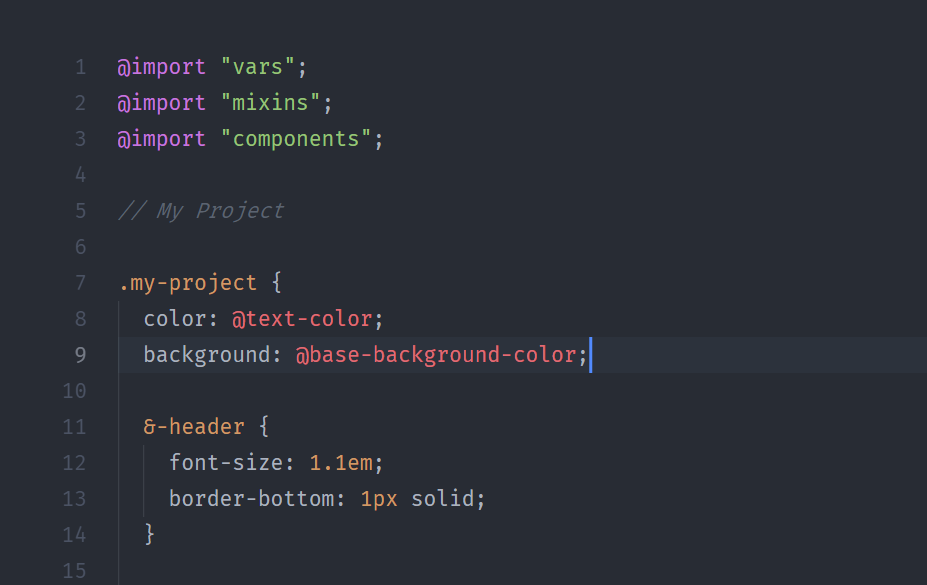 1 @import "vars";
2 @import "mixins";
3 @import "components";
4
5 // My Project
6
7 .my-project {
8   color: @text-color;
9   background: @base-background-color;
10
11   &-header {
12     font-size: 1.1em;
13     border-bottom: 1px solid;
14   }
15